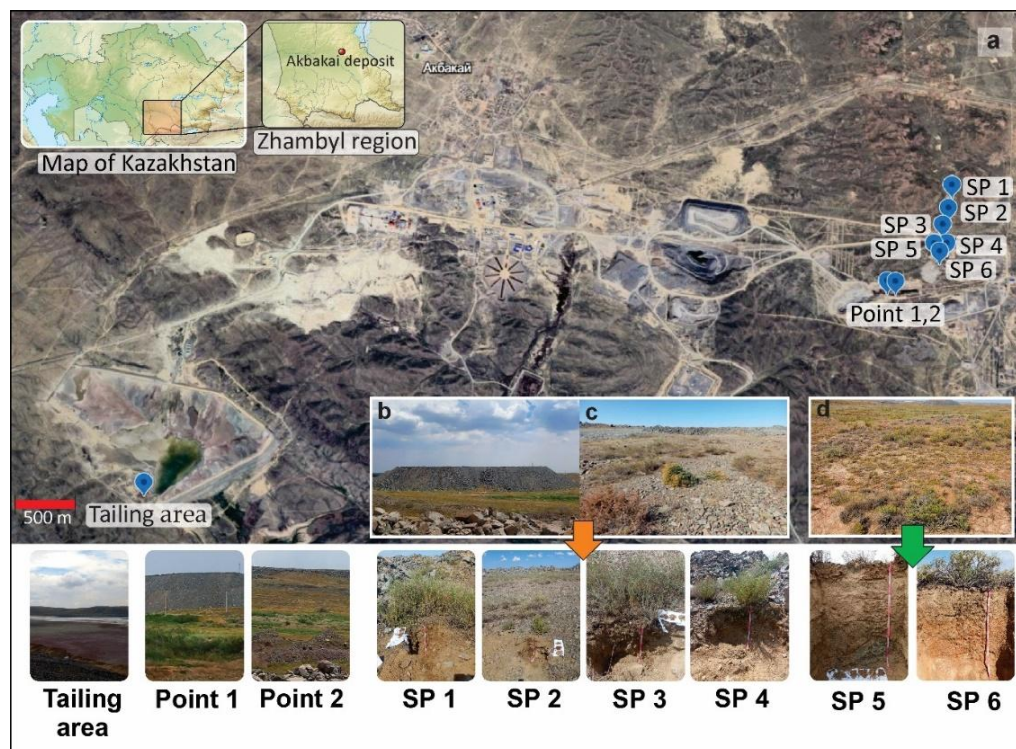 a
Akbakai deposit
Акбакай
Map of Kazakhstan
Zhambyl region
SP 1
SP 2
SP 3
SP 5
SP 4
SP 6
Point 1,2
b
c
d
500 m
Tailing area
Tailing
area
Point 1
Point 2
SP 1
SP 2
SP 3
SP 4
SP 5
SP 6